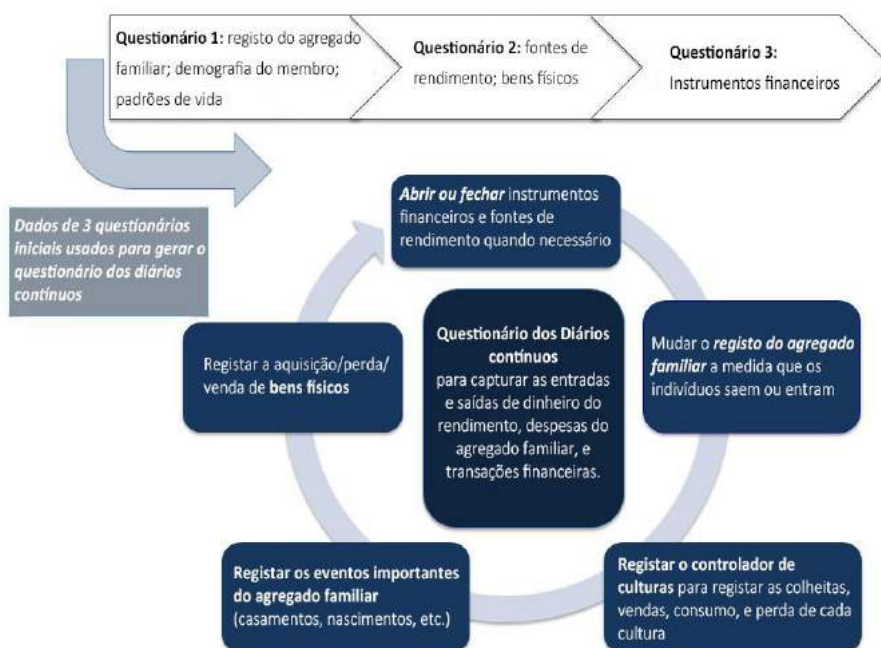 Questionário 1: registo do agregado
familiar; demografia do membro;
padrões de vida
Questionário 2: fontes de
rendimento; bens físicos
Questionário 3:
Instrumentos financeiros
Dados de 3 questionários
iniciais usados para gerar o
questionário dos diários
contínuos
Abrir ou fechar instrumentos
financeiros e fontes de
rendimento quando necessário
Mudar o registo do agregado
familiar a medida que os
indivíduos saem ou entram
Registar o controlador de
culturas para registar as colheitas,
vendas, consumo, e perda de cada
cultura
Registar os eventos importantes
do agregado familiar
(casamentos, nascimentos, etc.)
Registar a aquisição/perda/
venda de bens físicos
Questionário dos Diários
contínuos
para capturar as entradas
e saídas de dinheiro do
rendimento, despesas do
agregado familiar, e
transações financeiras.